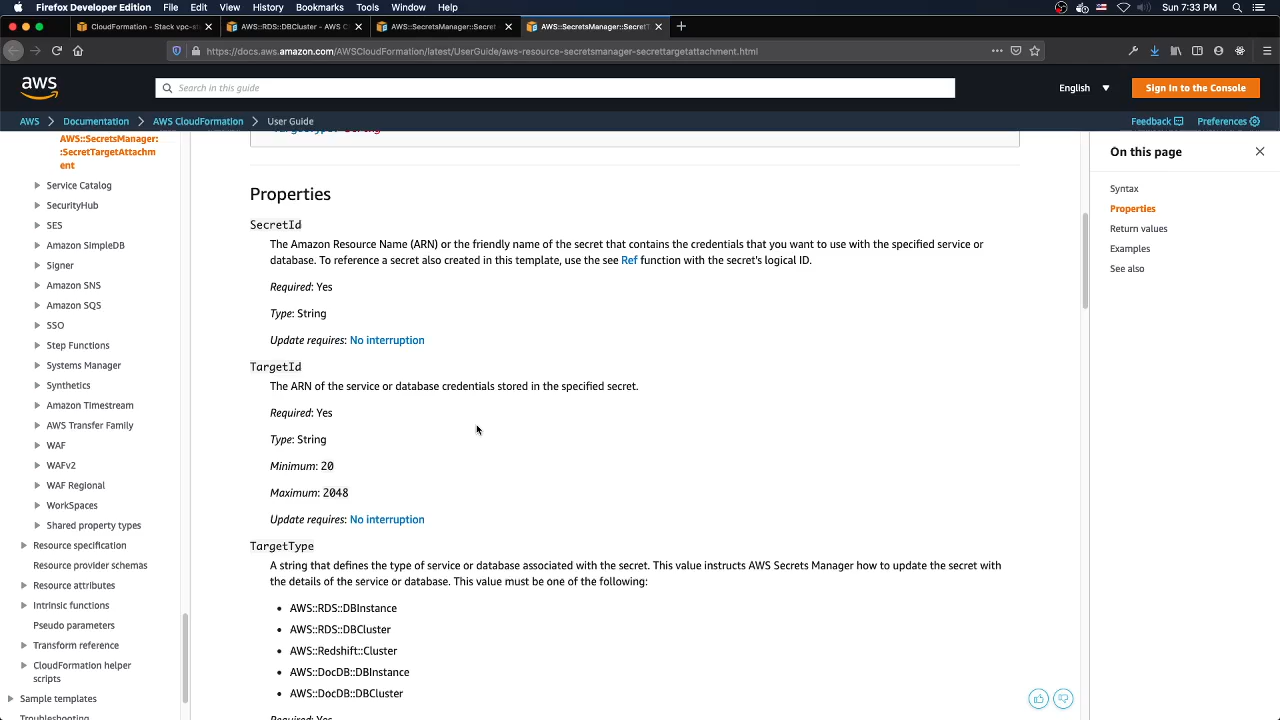 Firefox Developer Edition File Edit View History Bookmarks Tools Window Help Sun 7:33 PM
CloudFormation - Stack vpc-st
AWS::RDS::DBCluster - AWS C
AWS::SecretsManager::Secret
AWS::SecretsManager::SecretT
https://docs.aws.amazon.com/AWSCloudFormation/latest/UserGuide/aws-resource-secretsmanager-secrettargetattachment.html
aws
Search in this guide
English
Sign in to the Console
AWS > Documentation > AWS CloudFormation > User Guide
Feedback
Preferences
AWS::SecretsManager:
:SecretTargetAttachm
ent
Service Catalog
SecurityHub
SES
Amazon SimpleDB
Signer
Amazon SNS
Amazon SQS
SSO
Step Functions
Systems Manager
Synthetics
Amazon Timestream
AWS Transfer Family
WAF
WAFv2
WAF Regional
WorkSpaces
Shared property types
Resource specification
Resource provider schemas
Resource attributes
Intrinsic functions
Pseudo parameters
Transform reference
CloudFormation helper
scripts
Sample templates
Troubleshooting
TargetType: String
Properties
SecretId
The Amazon Resource Name (ARN) or the friendly name of the secret that contains the credentials that you want to use with the specified service or
database. To reference a secret also created in this template, use the see Ref function with the secret's logical ID.
Required: Yes
Type: String
Update requires: No interruption
TargetId
The ARN of the service or database credentials stored in the specified secret.
Required: Yes
Type: String
Minimum: 20
Maximum: 2048
Update requires: No interruption
TargetType
A string that defines the type of service or database associated with the secret. This value instructs AWS Secrets Manager how to update the secret with
the details of the service or database. This value must be one of the following:
AWS::RDS::DBInstance
AWS::RDS::DBCluster
AWS::Redshift::Cluster
AWS::DocDB::DBInstance
AWS::DocDB::DBCluster
Required: Yes
On this page
Syntax
Properties
Return values
Examples
See also